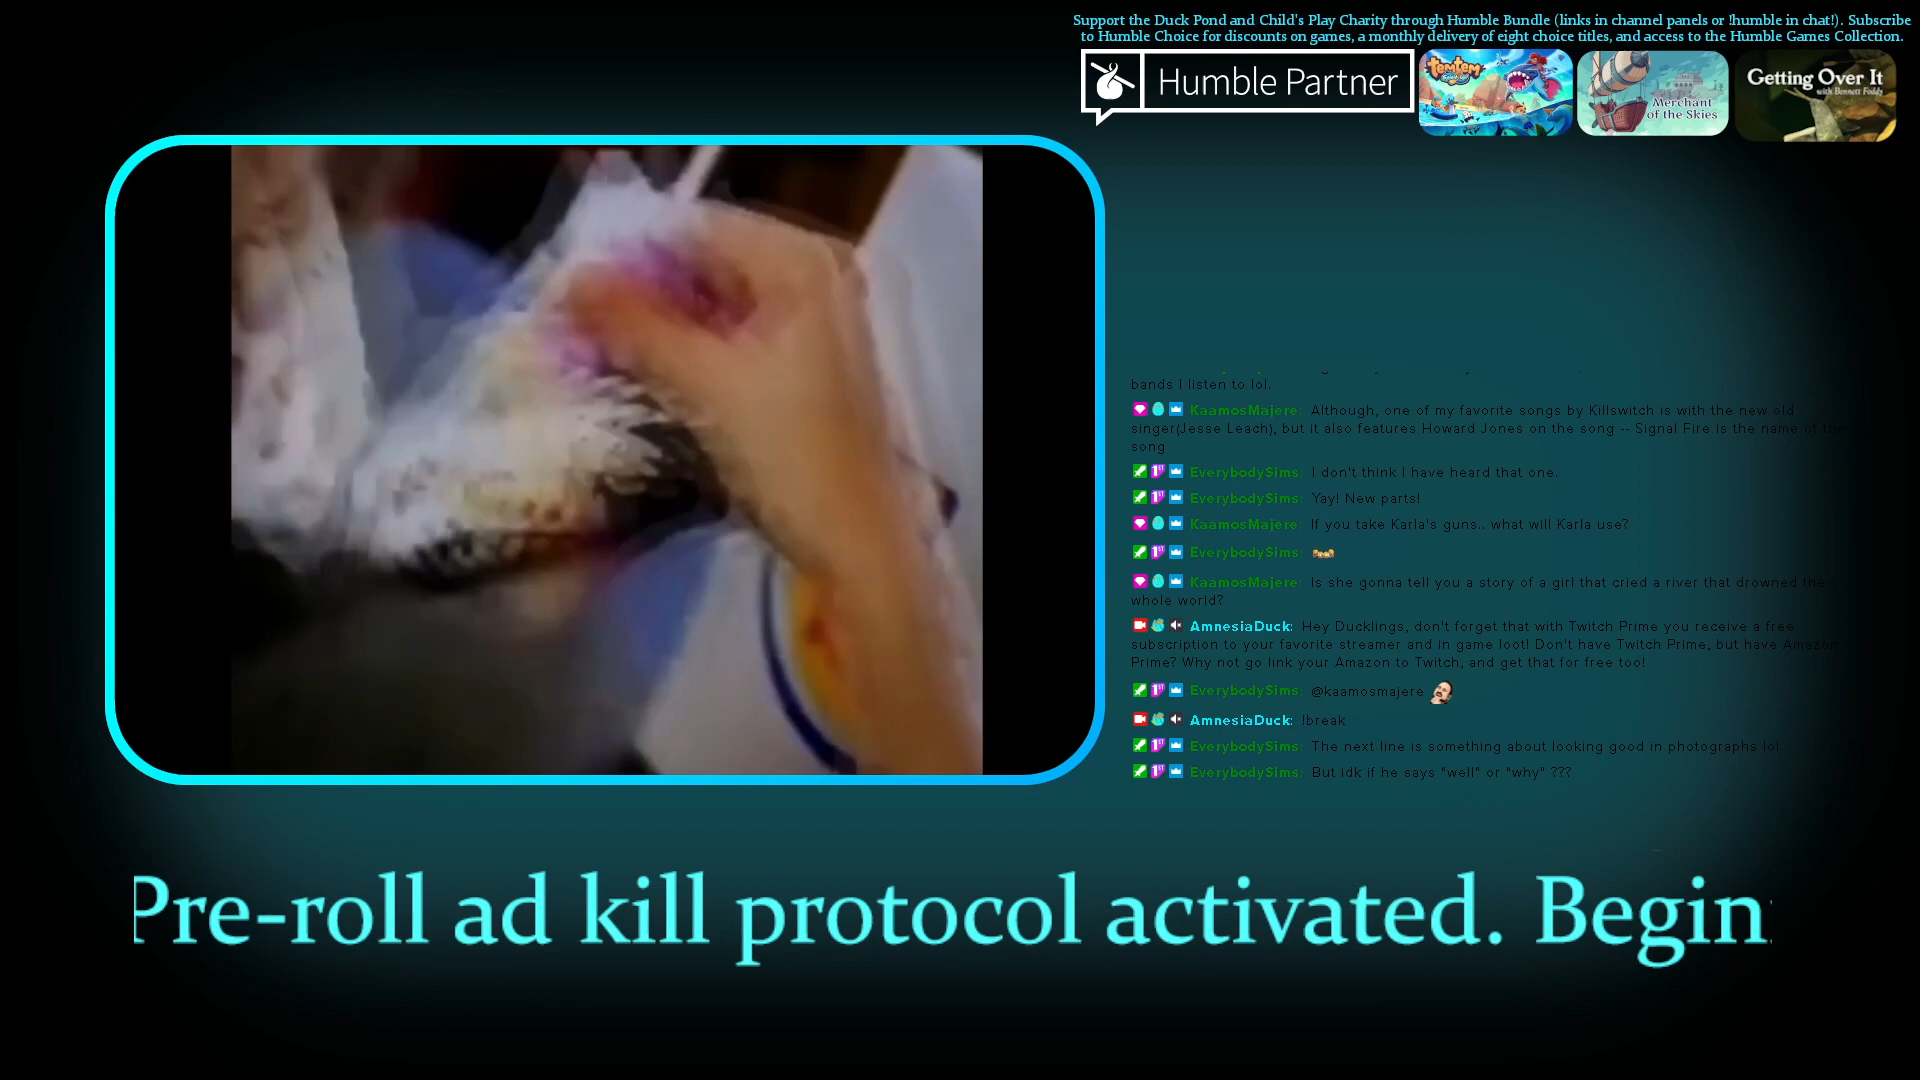 Support the Duck Pond and Child's Play Charity through Humble Bundle (links in channel panels or !humble in chat!). Subscribe
to Humble Choice for discounts on games, a monthly delivery of eight choice titles, and access to the Humble Games Collection.
Humble Partner
temtem
Merchant
of the Skies
Getting Over It
with Bennett Foddy
bands I listen to lol.
KaamosMajere: Although, one of my favorite songs by Killswitch is with the new old
singer(Jesse Leach), but it also features Howard Jones on the song -- Signal Fire is the name of the
song
EverybodySims: I don't think I have heard that one.
EverybodySims: Yay! New parts!
KaamosMajere: If you take Karla's guns.. what will Karla use?
EverybodySims:
KaamosMajere: Is she gonna tell you a story of a girl that cried a river that drowned the
whole world?
AmnesiaDuck: Hey Ducklings, don't forget that with Twitch Prime you receive a free
subscription to your favorite streamer and in game loot! Don't have Twitch Prime, but have Amazon
Prime? Why not go link your Amazon to Twitch, and get that for free too!
EverybodySims: @kaamosmajere
AmnesiaDuck: !break
EverybodySims: The next line is something about looking good in photographs lol
EverybodySims: But idk if he says "well" or "why" ???
Pre-roll ad kill protocol activated. Begin